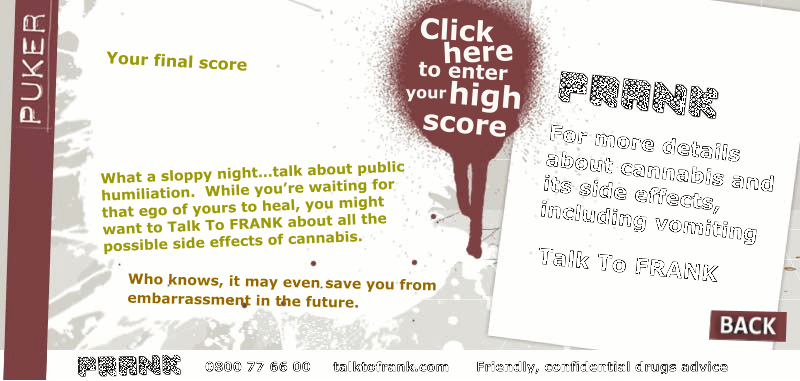 PUKER
Your final score
Click
here
to enter
your high
score
What a sloppy night...talk about public
humiliation. While you're waiting for
that ego of yours to heal, you might
want to Talk To FRANK about all the
possible side effects of cannabis.
Who knows, it may even save you from
embarrassment in the future.
FRANK
For more details
about cannabis and
its side effects,
including vomiting
Talk To FRANK
BACK
FRANK 0800 77 66 00 talktofrank.com Friendly, confidential drugs advice